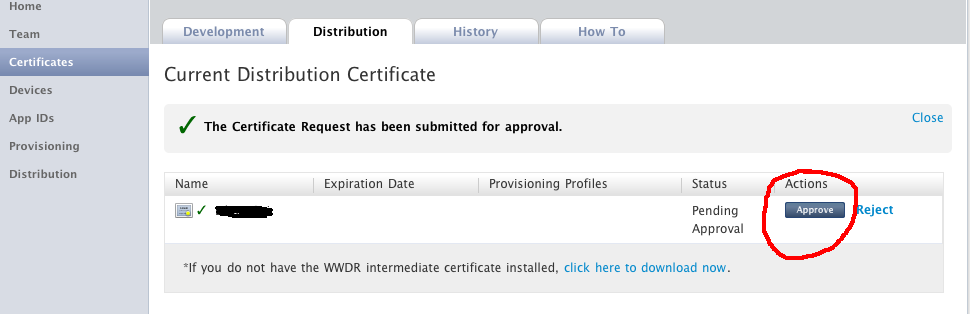 Home
Team
Certificates
Devices
App IDs
Provisioning
Distribution
Development Distribution History How To
Current Distribution Certificate
The Certificate Request has been submitted for approval. Close
Name Expiration Date Provisioning Profiles Status Actions
Pending Approve Reject
Approval
*If you do not have the WWDR intermediate certificate installed, click here to download now.